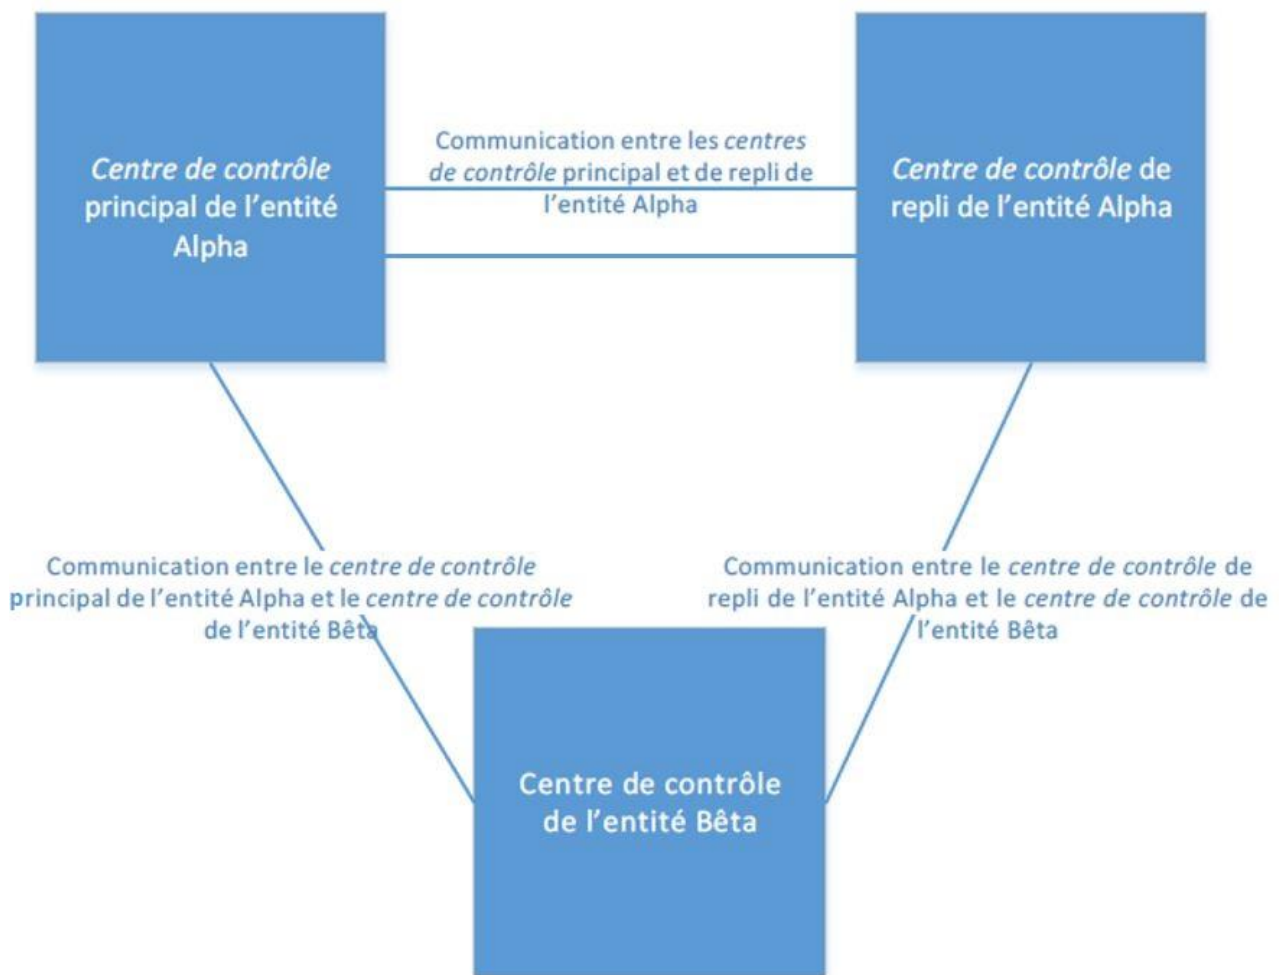 Centre de contrôle
principal de l'entité
Alpha
Communication entre les centres
de contrôle principal et de repli de
l'entité Alpha
Centre de contrôle de
repli de l'entité Alpha
Communication entre le centre de contrôle
principal de l'entité Alpha et le centre de contrôle
de l'entité Bêta
Communication entre le centre de contrôle de
repli de l'entité Alpha et le centre de contrôle de
l'entité Bêta
Centre de contrôle
de l'entité Bêta